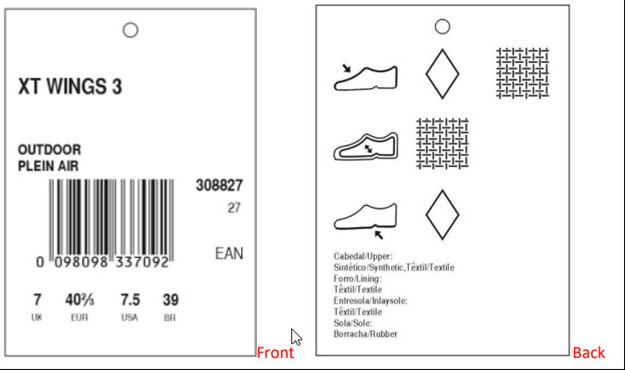 XT WINGS 3
OUTDOOR
PLEIN AIR
308827
27
EAN
0 098098 337092
7 40⅔ 7.5 39
UK EUR USA BR
Front
Cabedal/Upper:
Sintético/Synthetic,Têxtil/Textile
Forro/Lining:
Têxtil/Textile
Entresola/Inlaysole:
Têxtil/Textile
Sola/Sole:
Borracha/Rubber
Back